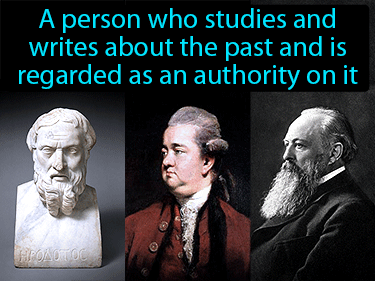 A person who studies and
writes about the past and is
regarded as an authority on it
ΗΡΟΔΟΤΟΣ